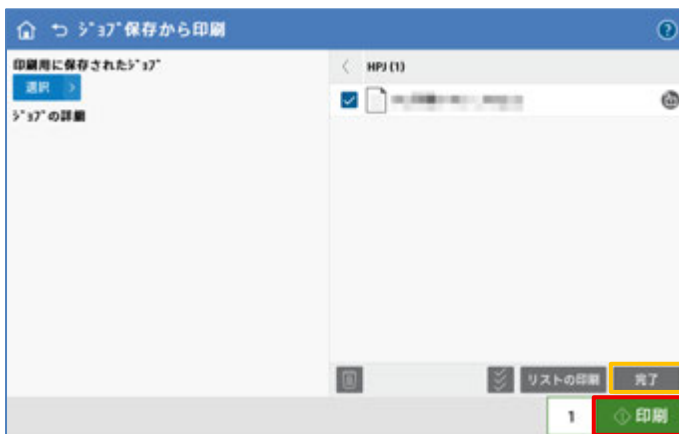 ジョブ保存から印刷
?
印刷用に保存されたジョブ
選択 >
ジョブの詳細
< HPJ (1)
リストの印刷
完了
1
印刷